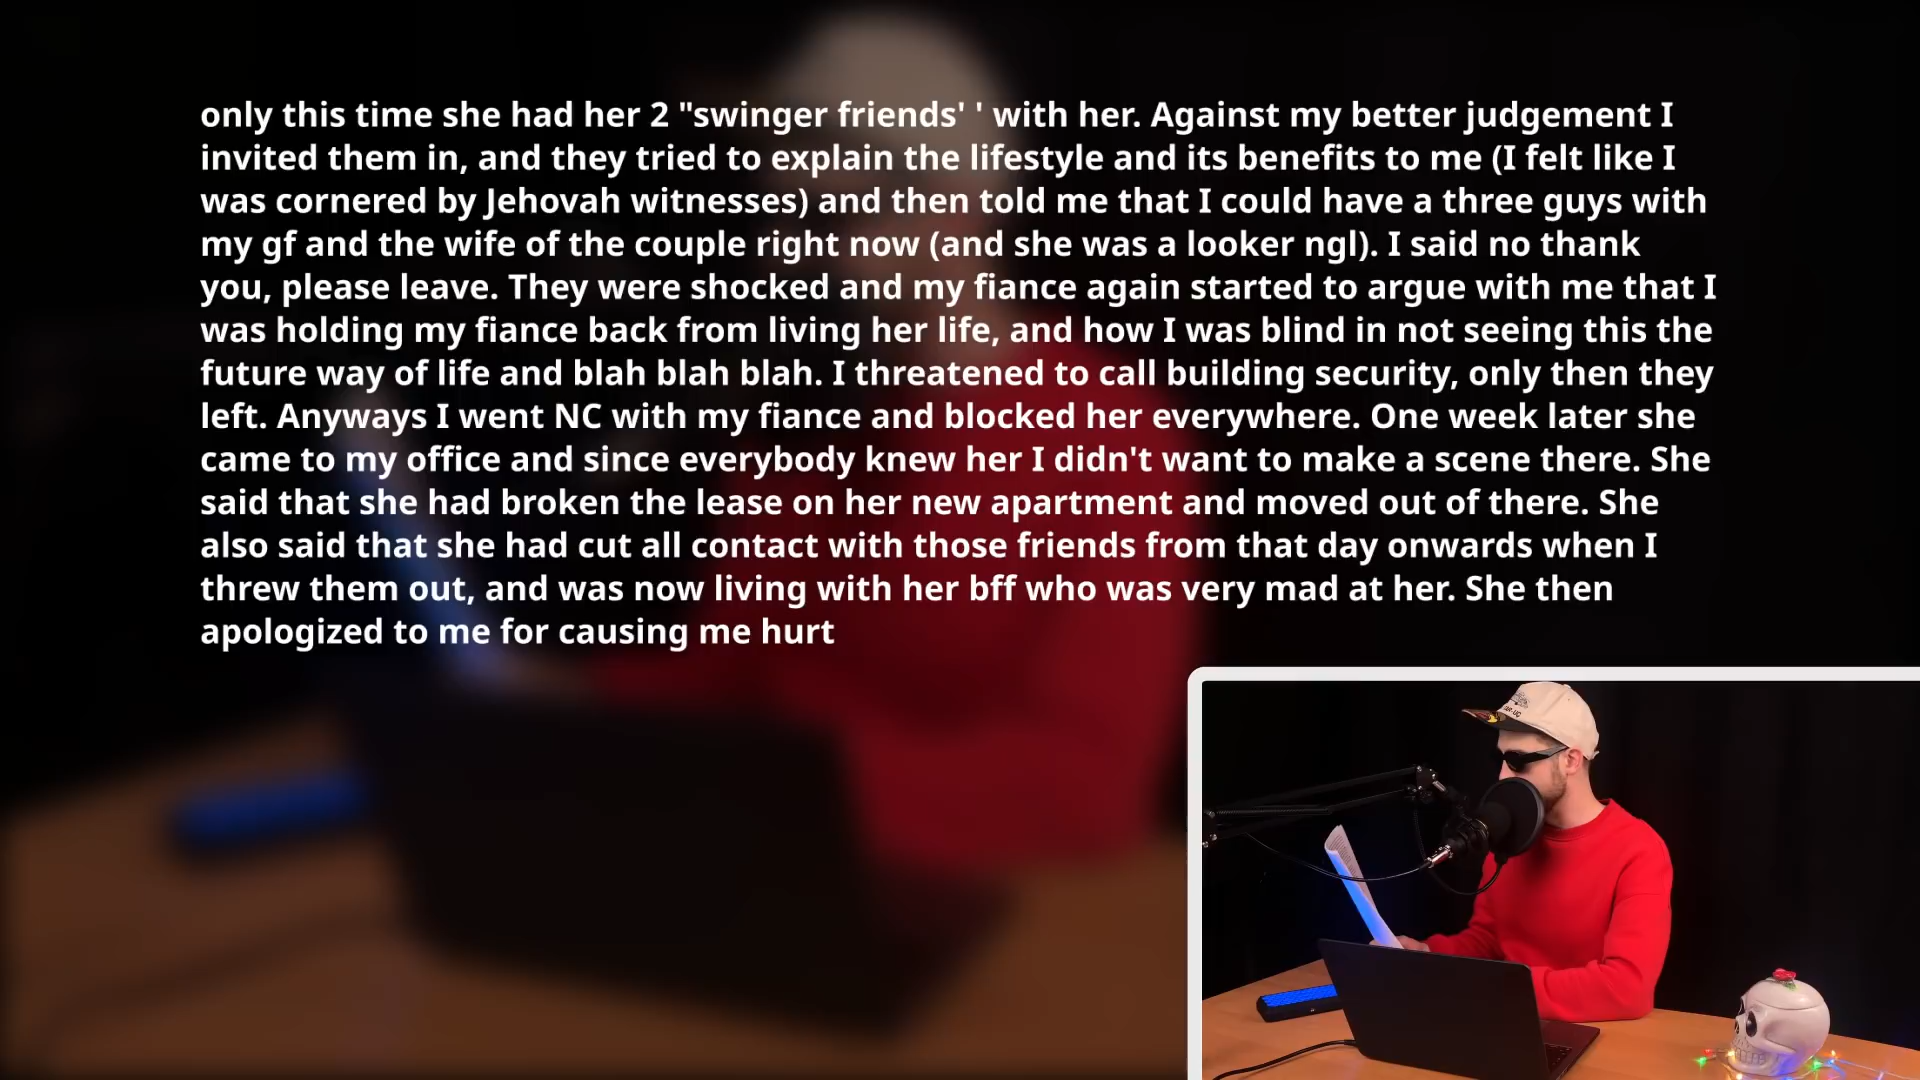 only this time she had her 2 "swinger friends' ' with her. Against my better judgement I
invited them in, and they tried to explain the lifestyle and its benefits to me (I felt like I
was cornered by Jehovah witnesses) and then told me that I could have a three guys with
my gf and the wife of the couple right now (and she was a looker ngl). I said no thank
you, please leave. They were shocked and my fiance again started to argue with me that I
was holding my fiance back from living her life, and how I was blind in not seeing this the
future way of life and blah blah blah. I threatened to call building security, only then they
left. Anyways I went NC with my fiance and blocked her everywhere. One week later she
came to my office and since everybody knew her I didn't want to make a scene there. She
said that she had broken the lease on her new apartment and moved out of there. She
also said that she had cut all contact with those friends from that day onwards when I
threw them out, and was now living with her bff who was very mad at her. She then
apologized to me for causing me hurt